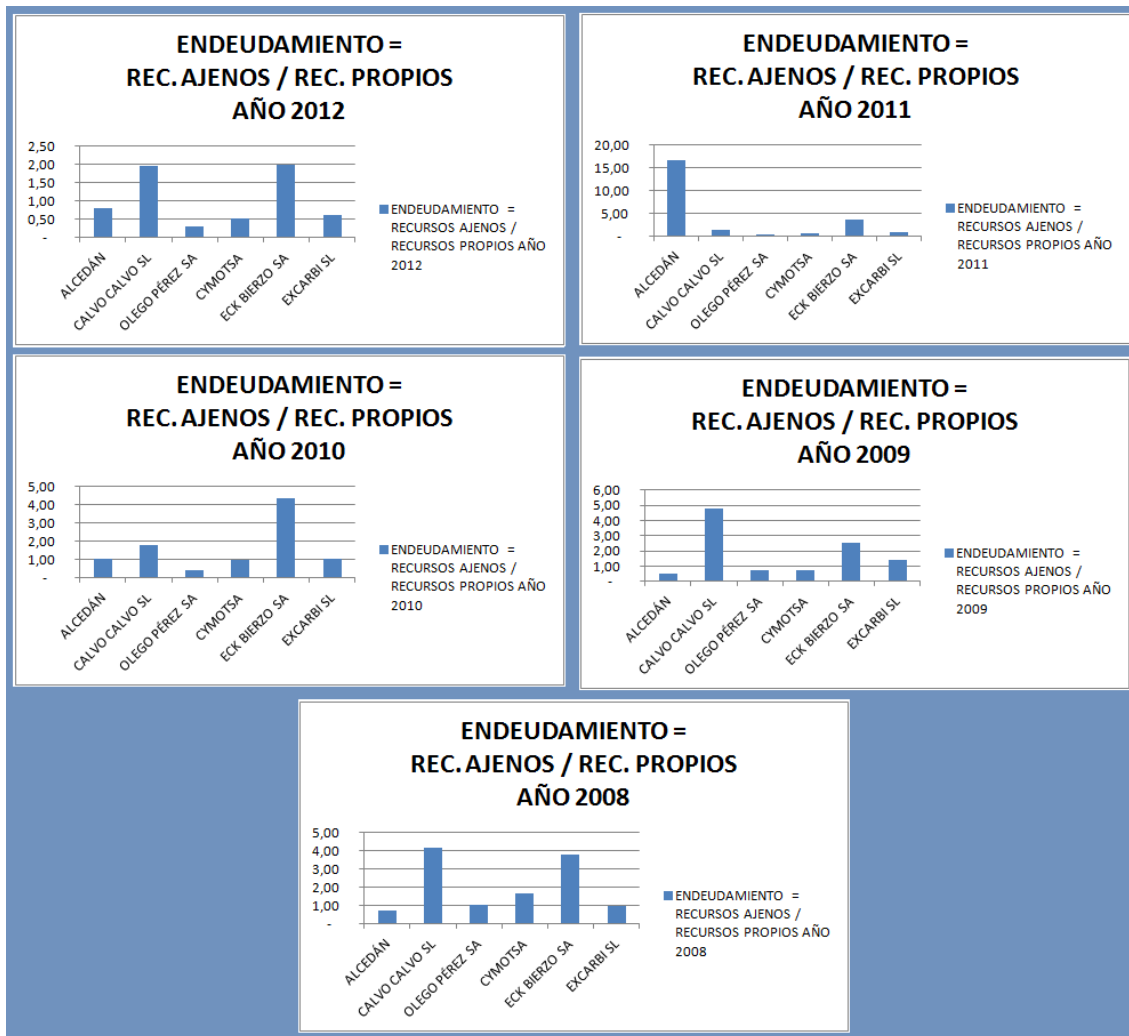 ENDEUDAMIENTO =
REC. AJENOS / REC. PROPIOS
AÑO 2012
2,50
2,00
1,50
1,00
0,50
-
ALCEDÁN
CALVO CALVO SL
OLEGO PÉREZ SA
CYMOTSA
ECK BIERZO SA
EXCARBI SL
ENDEUDAMIENTO =
RECURSOS AJENOS /
RECURSOS PROPIOS AÑO
2012
ENDEUDAMIENTO =
REC. AJENOS / REC. PROPIOS
AÑO 2011
20,00
15,00
10,00
5,00
-
ALCEDÁN
CALVO CALVO SL
OLEGO PÉREZ SA
CYMOTSA
ECK BIERZO SA
EXCARBI SL
ENDEUDAMIENTO =
RECURSOS AJENOS /
RECURSOS PROPIOS AÑO
2011
ENDEUDAMIENTO =
REC. AJENOS / REC. PROPIOS
AÑO 2010
5,00
4,00
3,00
2,00
1,00
-
ALCEDÁN
CALVO CALVO SL
OLEGO PÉREZ SA
CYMOTSA
ECK BIERZO SA
EXCARBI SL
ENDEUDAMIENTO =
RECURSOS AJENOS /
RECURSOS PROPIOS AÑO
2010
ENDEUDAMIENTO =
REC. AJENOS / REC. PROPIOS
AÑO 2009
6,00
5,00
4,00
3,00
2,00
1,00
-
ALCEDÁN
CALVO CALVO SL
OLEGO PÉREZ SA
CYMOTSA
ECK BIERZO SA
EXCARBI SL
ENDEUDAMIENTO =
RECURSOS AJENOS /
RECURSOS PROPIOS AÑO
2009
ENDEUDAMIENTO =
REC. AJENOS / REC. PROPIOS
AÑO 2008
5,00
4,00
3,00
2,00
1,00
-
ALCEDÁN
CALVO CALVO SL
OLEGO PÉREZ SA
CYMOTSA
ECK BIERZO SA
EXCARBI SL
ENDEUDAMIENTO =
RECURSOS AJENOS /
RECURSOS PROPIOS AÑO
2008